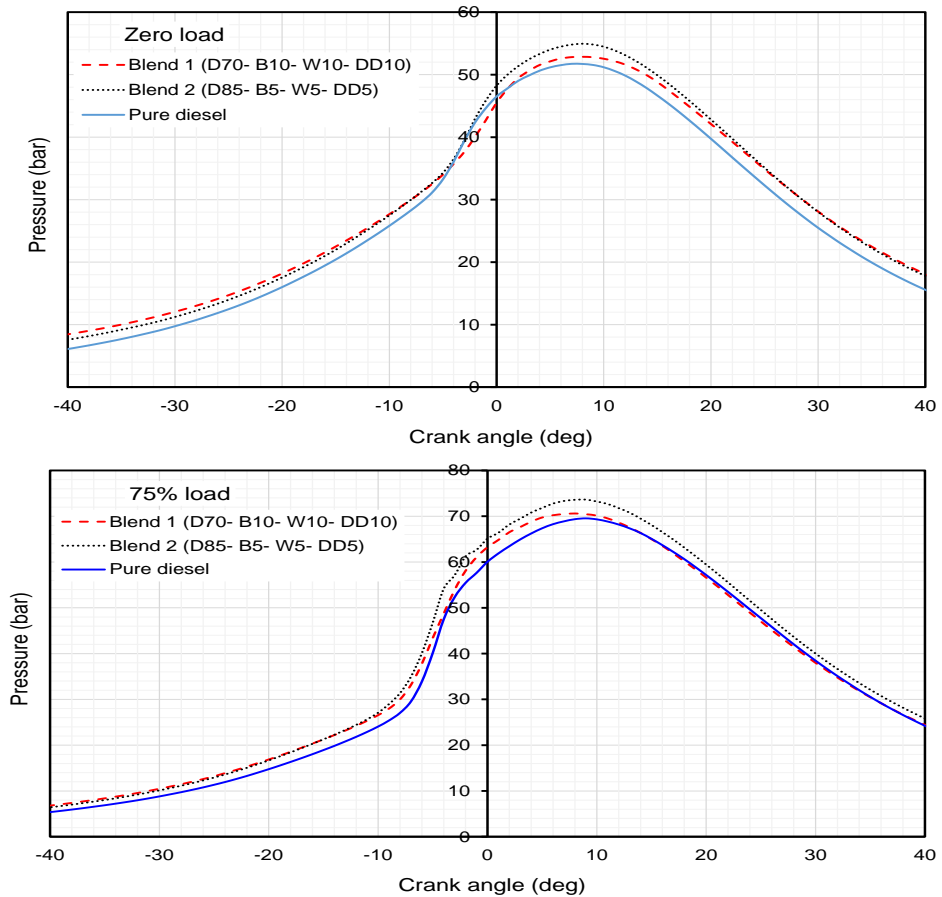 60
Zero load
Blend 1 (D70- B10- W10- DD10)
Blend 2 (D85- B5- W5- DD5)
Pure diesel
50
40
30
20
10
0
Pressure (bar)
-40 -30 -20 -10 0 10 20 30 40
Crank angle (deg)
80
75% load
Blend 1 (D70- B10- W10- DD10)
Blend 2 (D85- B5- W5- DD5)
Pure diesel
70
60
50
40
30
20
10
0
Pressure (bar)
-40 -30 -20 -10 0 10 20 30 40
Crank angle (deg)